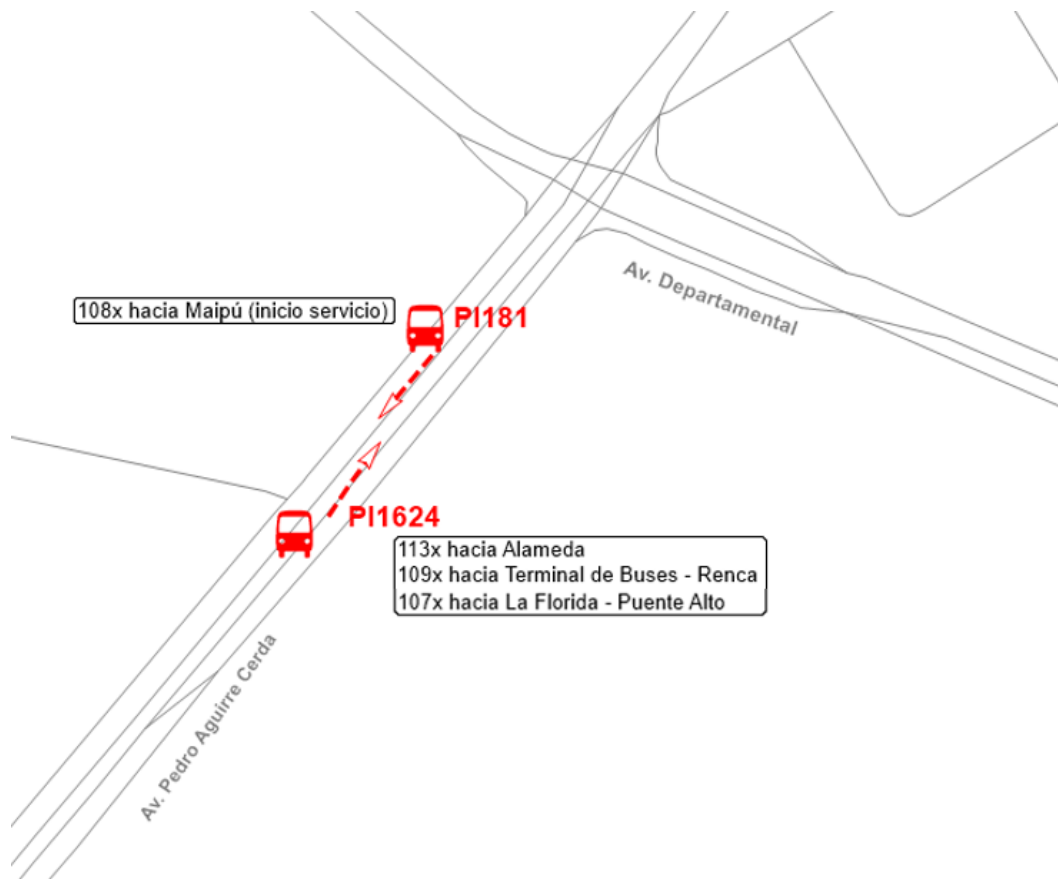 Av. Departamental
108x hacia Maipú (inicio servicio)
PI181
PI1624
113x hacia Alameda
109x hacia Terminal de Buses - Renca
107x hacia La Florida - Puente Alto
Av. Pedro Aguirre Cerda